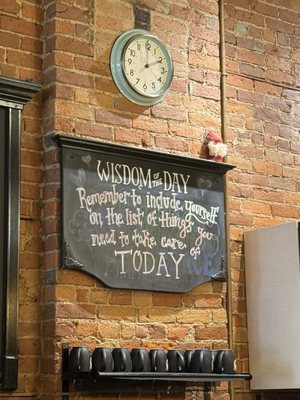 WISDOM OF THE DAY
Remember to include yourself
on the list of things you
need to take care of
TODAY